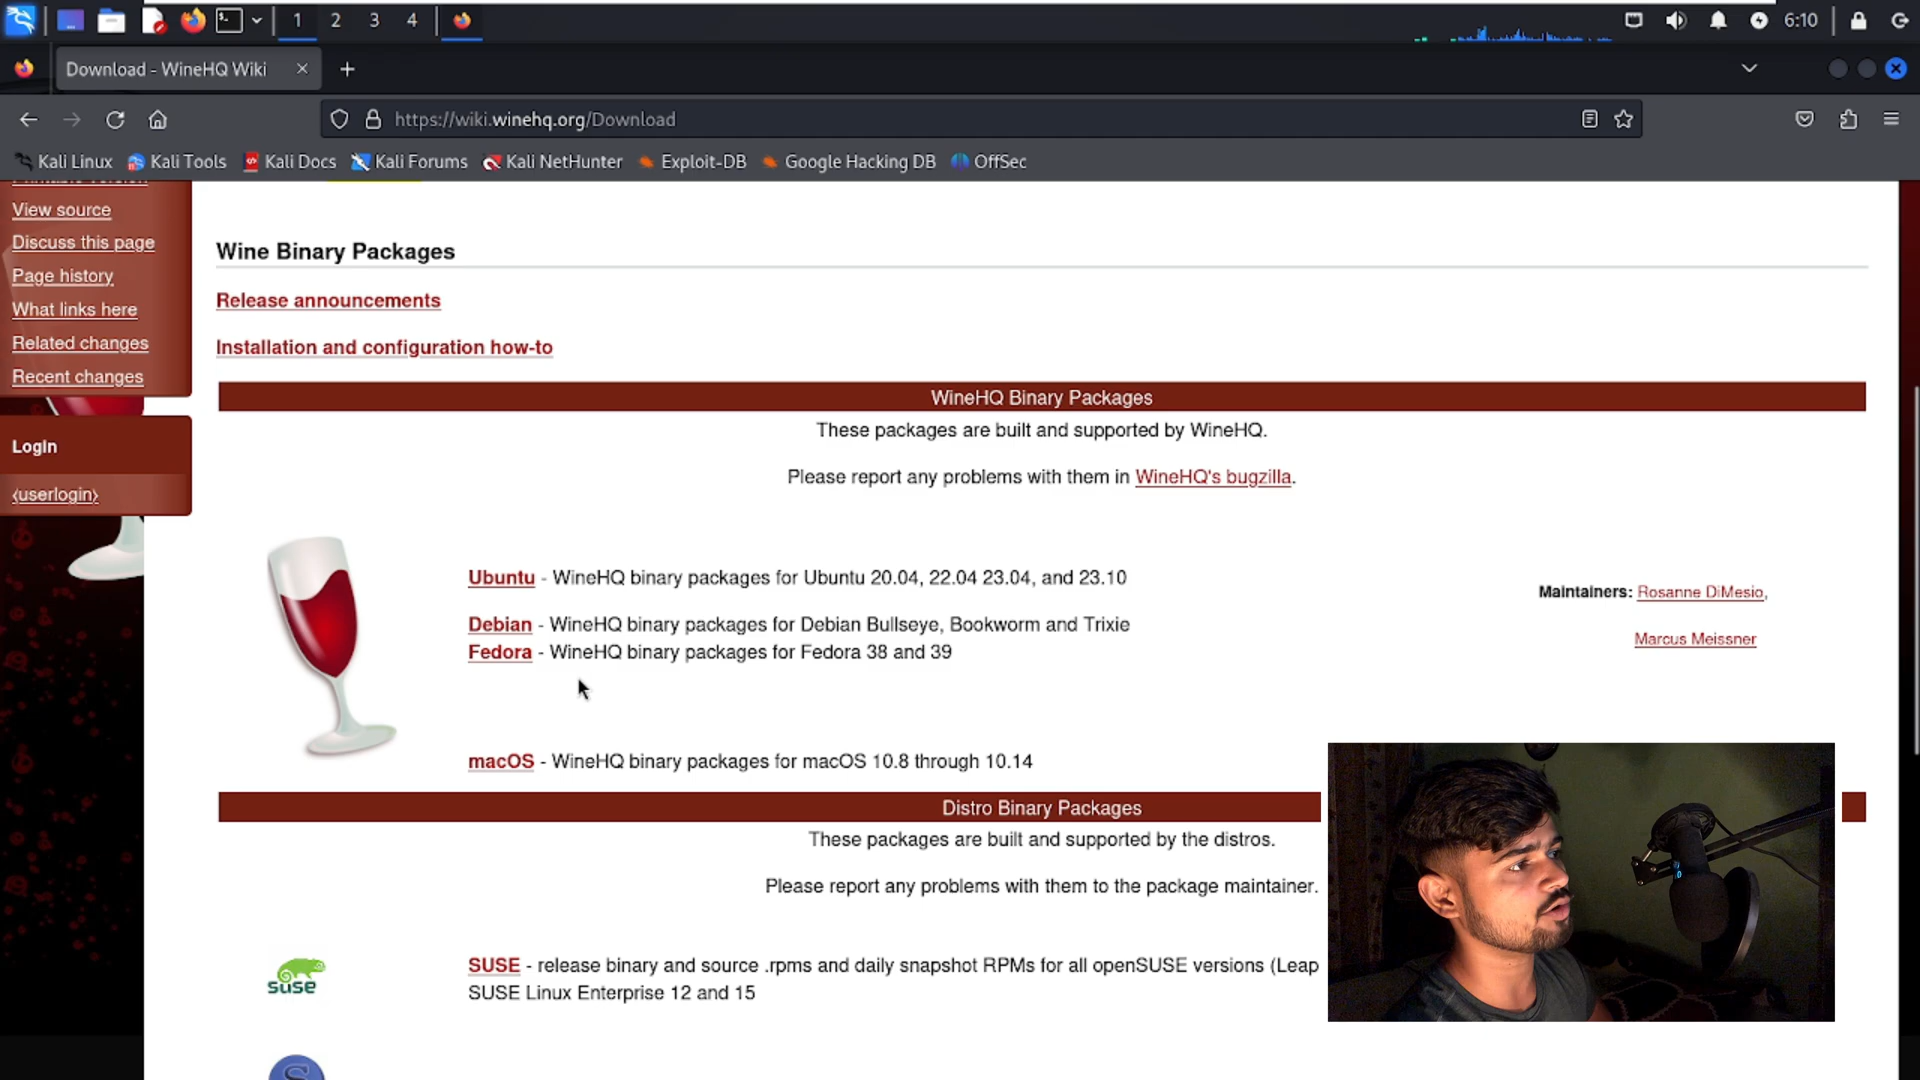 1 2 3 4 6:10
Download - WineHQ Wiki
https://wiki.winehq.org/Download
Kali Linux Kali Tools Kali Docs Kali Forums Kali NetHunter Exploit-DB Google Hacking DB OffSec
View source
Discuss this page
Page history
What links here
Related changes
Recent changes
Login
‹userlogin›
Wine Binary Packages
Release announcements
Installation and configuration how-to
WineHQ Binary Packages
These packages are built and supported by WineHQ.
Please report any problems with them in WineHQ's bugzilla.
Ubuntu - WineHQ binary packages for Ubuntu 20.04, 22.04 23.04, and 23.10
Debian - WineHQ binary packages for Debian Bullseye, Bookworm and Trixie
Fedora - WineHQ binary packages for Fedora 38 and 39
macOS - WineHQ binary packages for macOS 10.8 through 10.14
Maintainers: Rosanne DiMesio,
Marcus Meissner
Distro Binary Packages
These packages are built and supported by the distros.
Please report any problems with them to the package maintainer.
SUSE
SUSE - release binary and source .rpms and daily snapshot RPMs for all openSUSE versions (Leap
SUSE Linux Enterprise 12 and 15
S